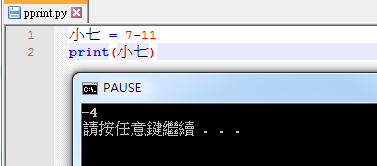 pprint.py
1 小七 = 7-11
2 print(小七)
C:\. PAUSE
-4
請按任意鍵繼續 . . .